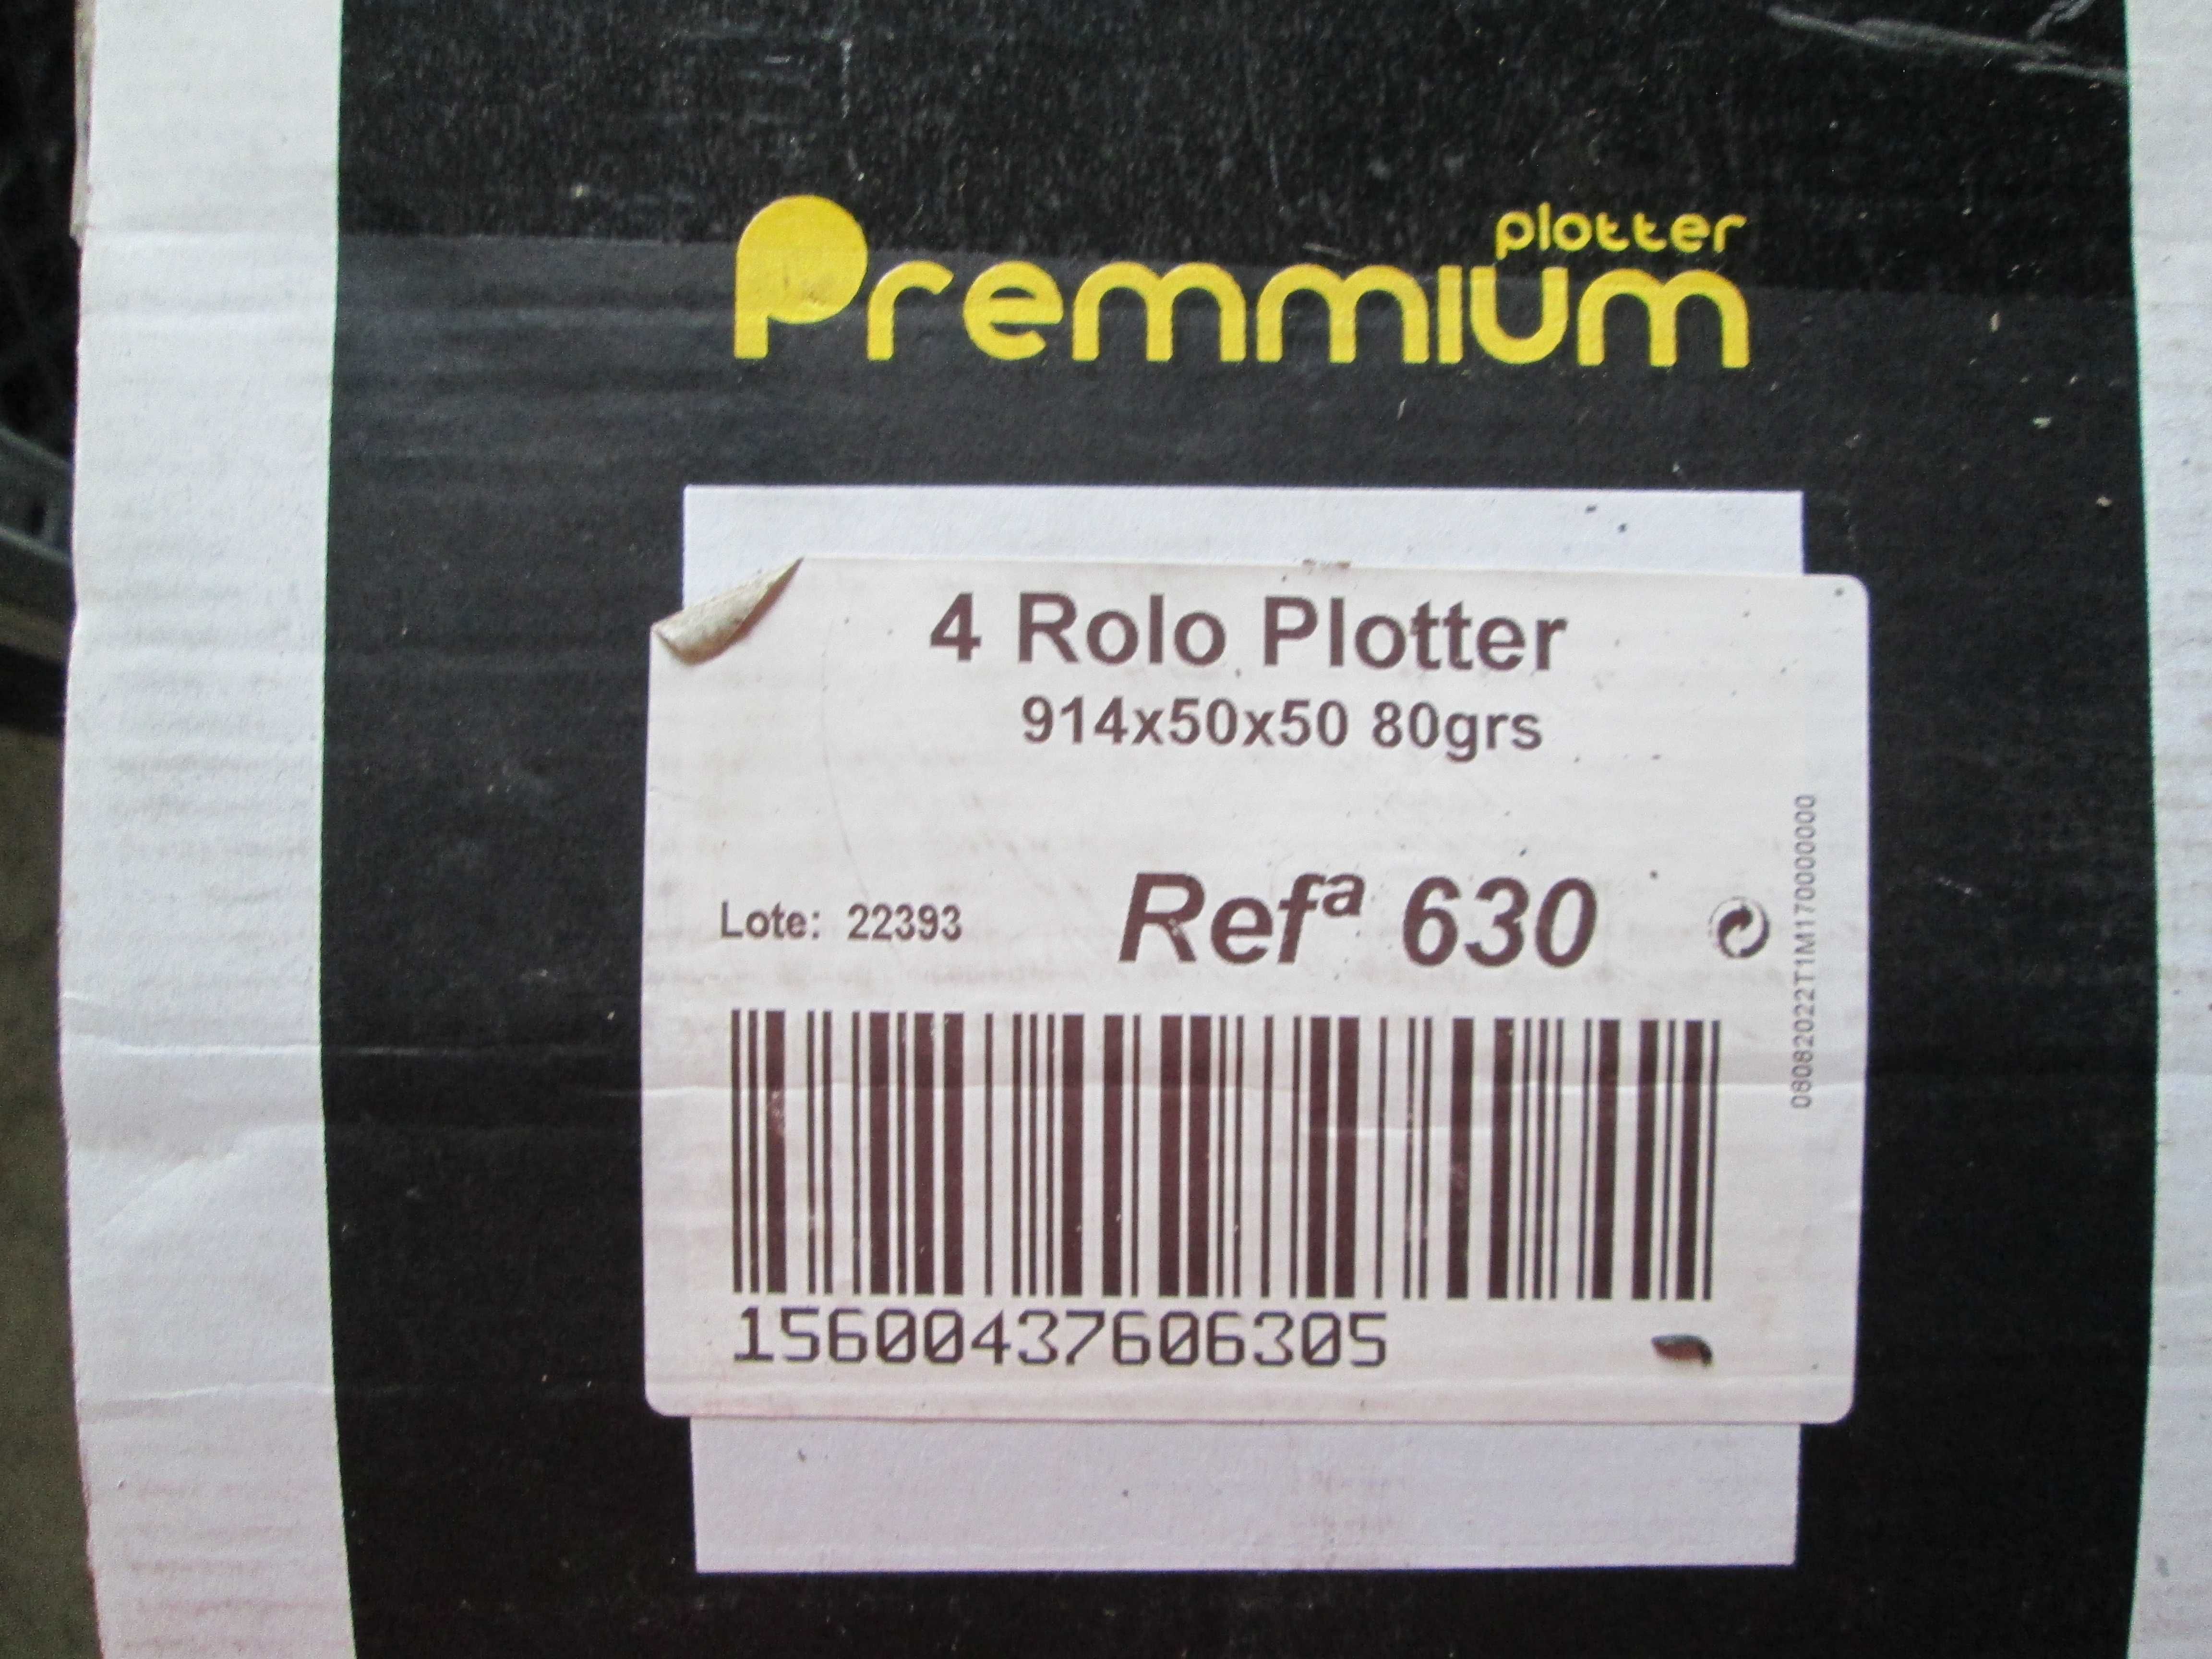 plotter
Premmium
4 Rolo Plotter
914x50x50 80grs
Lote: 22393
Refª 630
08082022T1M170000000
15600437606305